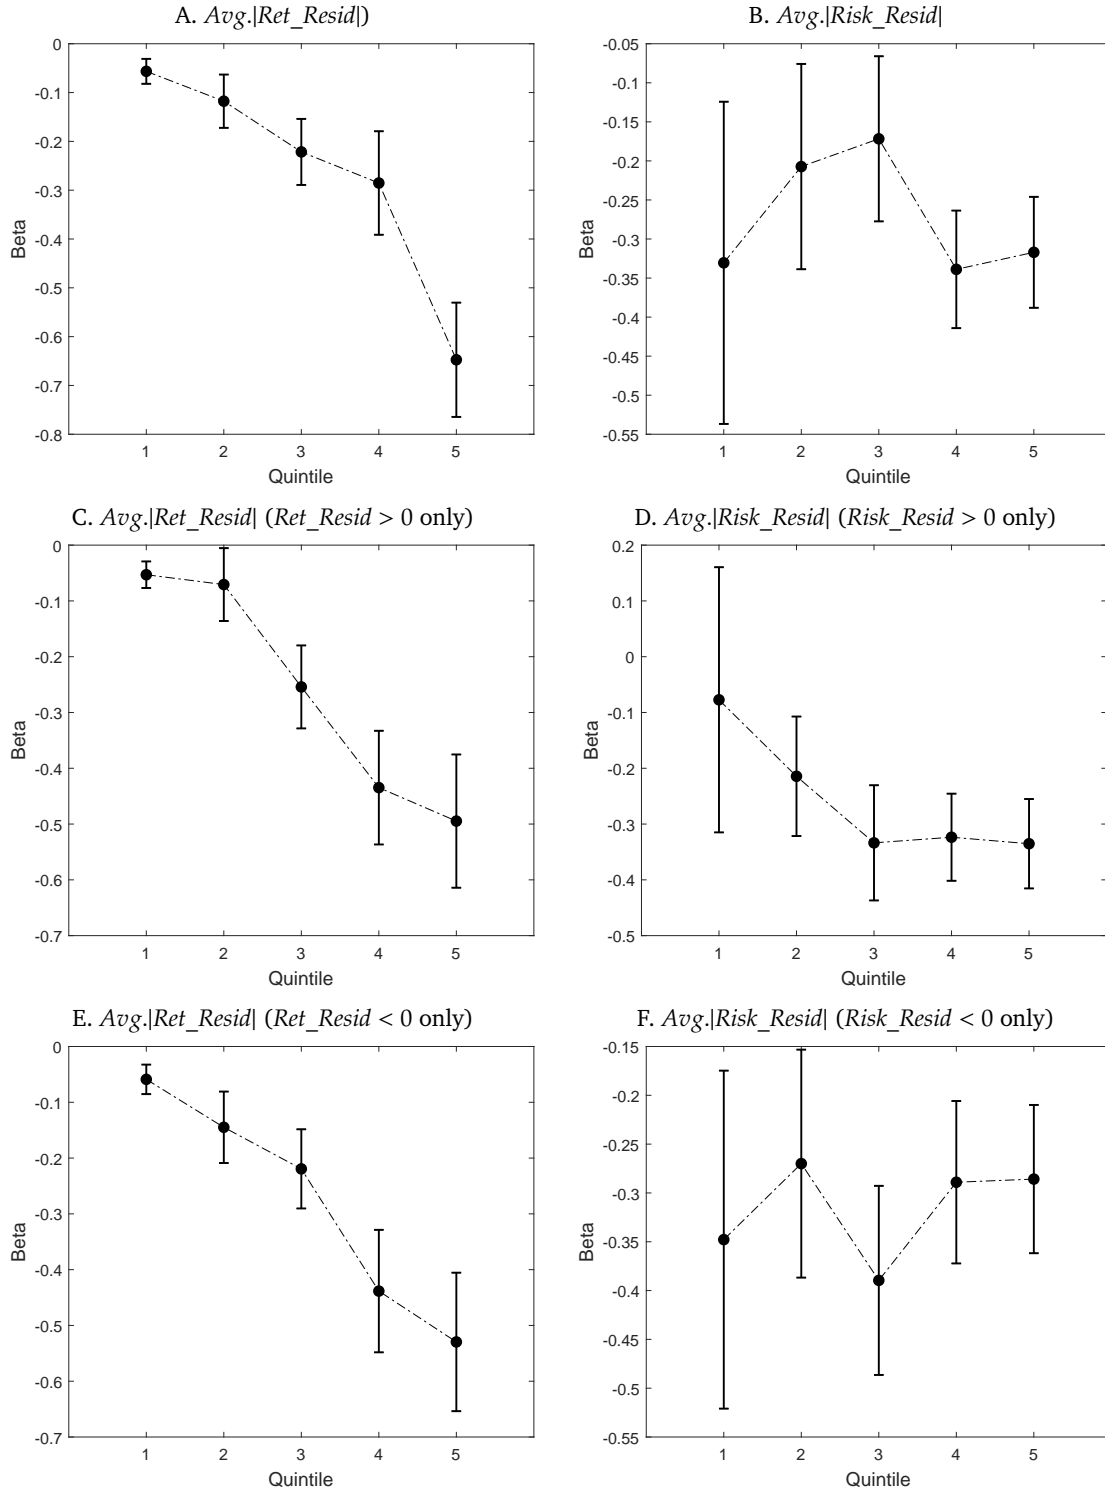 A. Avg.|Ret_Resid|)
0
-0.1
-0.2
-0.3
-0.4
-0.5
-0.6
-0.7
-0.8
Beta
1 2 3 4 5
Quintile
B. Avg.|Risk_Resid|
-0.05
-0.1
-0.15
-0.2
-0.25
-0.3
-0.35
-0.4
-0.45
-0.5
-0.55
Beta
1 2 3 4 5
Quintile
C. Avg.|Ret_Resid| (Ret_Resid > 0 only)
0
-0.1
-0.2
-0.3
-0.4
-0.5
-0.6
-0.7
Beta
1 2 3 4 5
Quintile
D. Avg.|Risk_Resid| (Risk_Resid > 0 only)
0.2
0.1
0
-0.1
-0.2
-0.3
-0.4
-0.5
Beta
1 2 3 4 5
Quintile
E. Avg.|Ret_Resid| (Ret_Resid < 0 only)
0
-0.1
-0.2
-0.3
-0.4
-0.5
-0.6
-0.7
Beta
1 2 3 4 5
Quintile
F. Avg.|Risk_Resid| (Risk_Resid < 0 only)
-0.15
-0.2
-0.25
-0.3
-0.35
-0.4
-0.45
-0.5
-0.55
Beta
1 2 3 4 5
Quintile